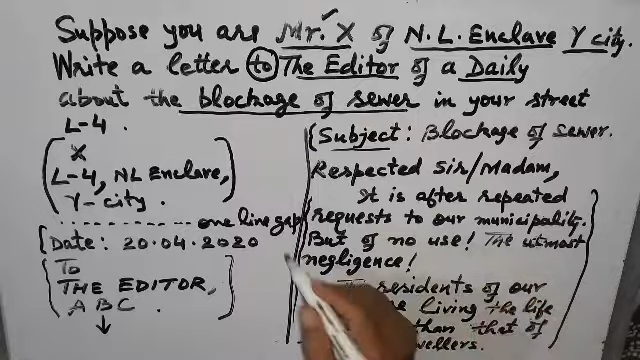 Suppose you are Mr. X of N.L. Enclave Y city.
Write a letter to The Editor of a Daily
about the blockage of sewer in your street
L-4.
X
L-4, NL Enclave,
Y-city.
one line gap
Date: 20.04.2020
To
THE EDITOR,
ABC.
Subject: Blockage of Sewer.
Respected Sir/Madam,
It is after repeated
requests to our municipality.
But of no use! The utmost
negligence!
residents of our
living the life
than that of